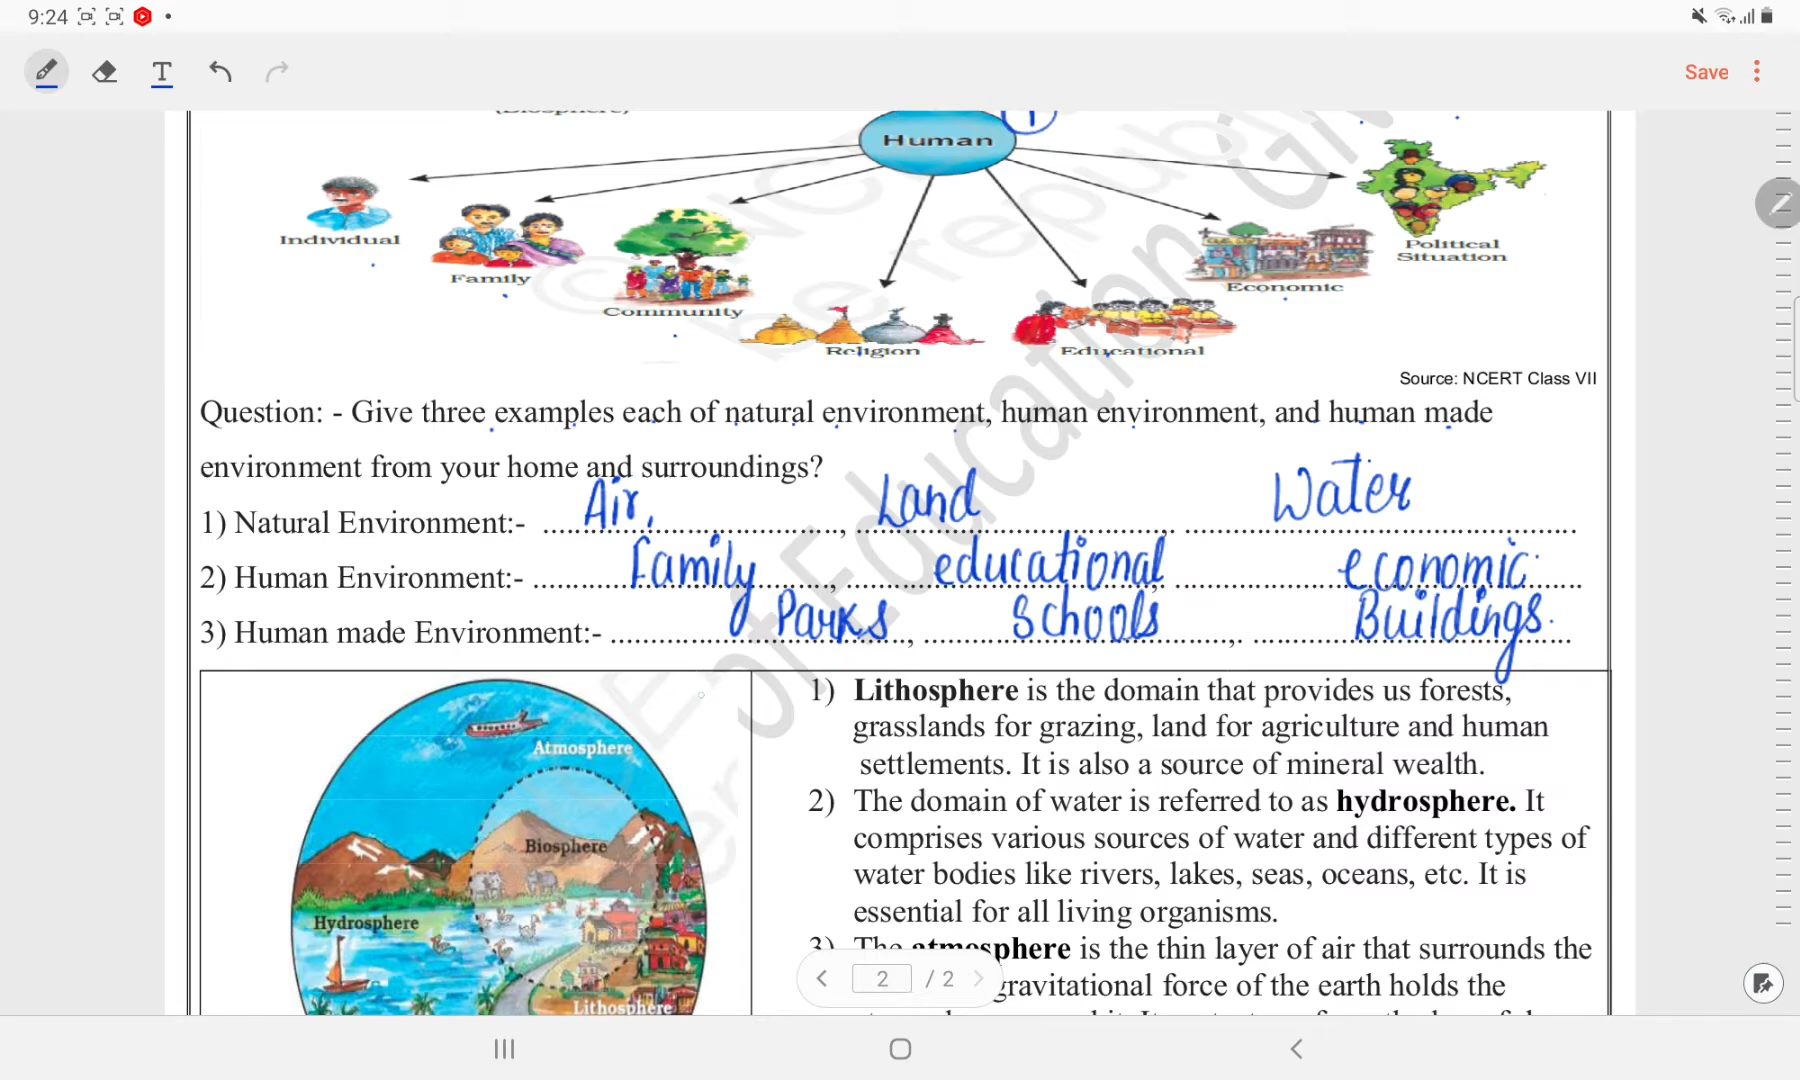 9:24
Save
(Biosphere)
1
Human
Individual
Family
Community
Religion
Educational
Economic
Political
Situation
Source: NCERT Class VII
Question: - Give three examples each of natural environment, human environment, and human made
environment from your home and surroundings?
1) Natural Environment:- Air, , Land , Water
2) Human Environment:- Family , educational , economic
3) Human made Environment:- Parks , Schools ,. Buildings.
Atmosphere
Biosphere
Hydrosphere
Lithosphere
1) Lithosphere is the domain that provides us forests,
grasslands for grazing, land for agriculture and human
settlements. It is also a source of mineral wealth.
2) The domain of water is referred to as hydrosphere. It
comprises various sources of water and different types of
water bodies like rivers, lakes, seas, oceans, etc. It is
essential for all living organisms.
3) The atmosphere is the thin layer of air that surrounds the
gravitational force of the earth holds the
2 / 2